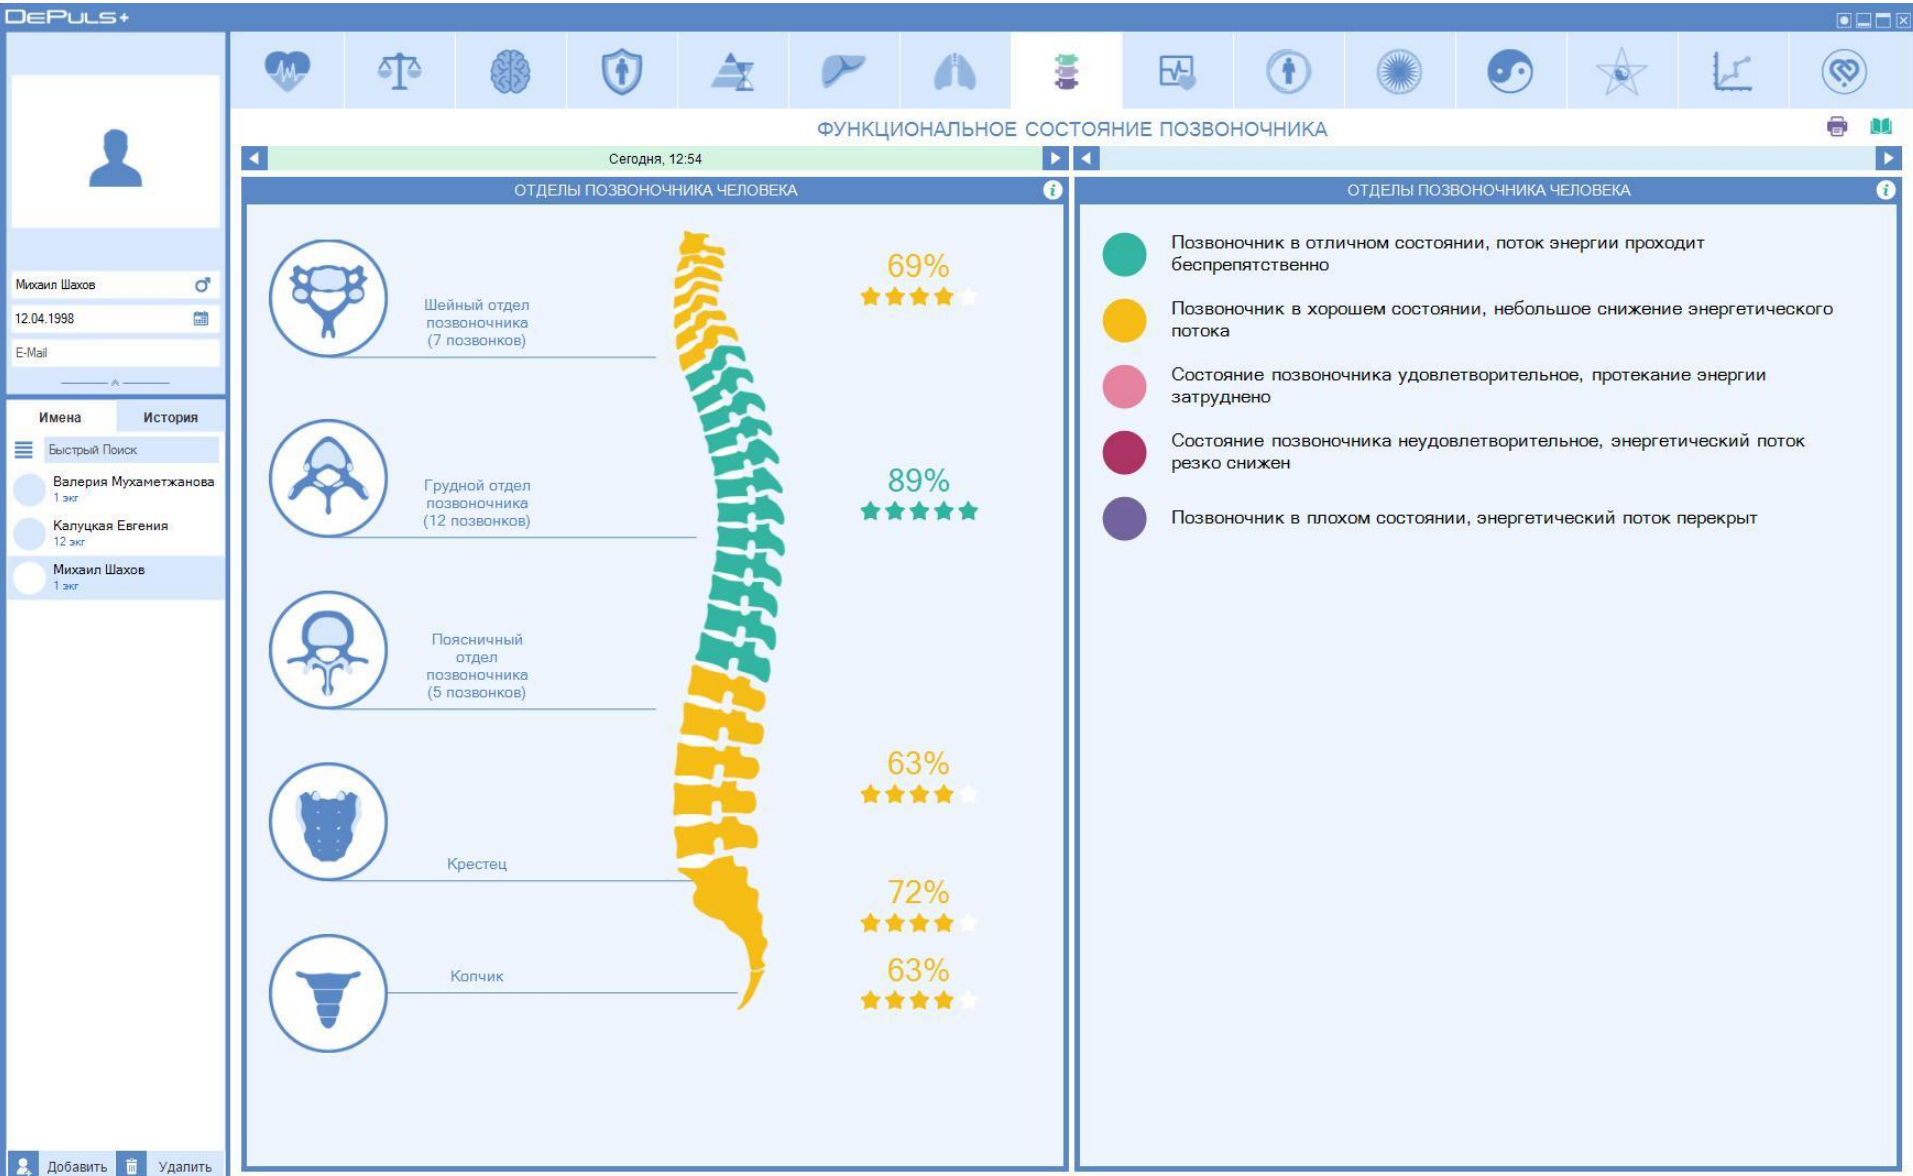 DePuls+
ФУНКЦИОНАЛЬНОЕ СОСТОЯНИЕ ПОЗВОНОЧНИКА
Михаил Шахов
12.04.1998
E-Mail
Имена История
Быстрый Поиск
Валерия Мухаметжанова
1 экг
Калуцкая Евгения
12 экг
Михаил Шахов
1 экг
Добавить Удалить
Сегодня, 12:54
ОТДЕЛЫ ПОЗВОНОЧНИКА ЧЕЛОВЕКА
Шейный отдел
позвоночника
(7 позвонков)
69%
Грудной отдел
позвоночника
(12 позвонков)
89%
Поясничный
отдел
позвоночника
(5 позвонков)
63%
Крестец
72%
Копчик
63%
ОТДЕЛЫ ПОЗВОНОЧНИКА ЧЕЛОВЕКА
Позвоночник в отличном состоянии, поток энергии проходит
беспрепятственно
Позвоночник в хорошем состоянии, небольшое снижение энергетического
потока
Состояние позвоночника удовлетворительное, протекание энергии
затруднено
Состояние позвоночника неудовлетворительное, энергетический поток
резко снижен
Позвоночник в плохом состоянии, энергетический поток перекрыт